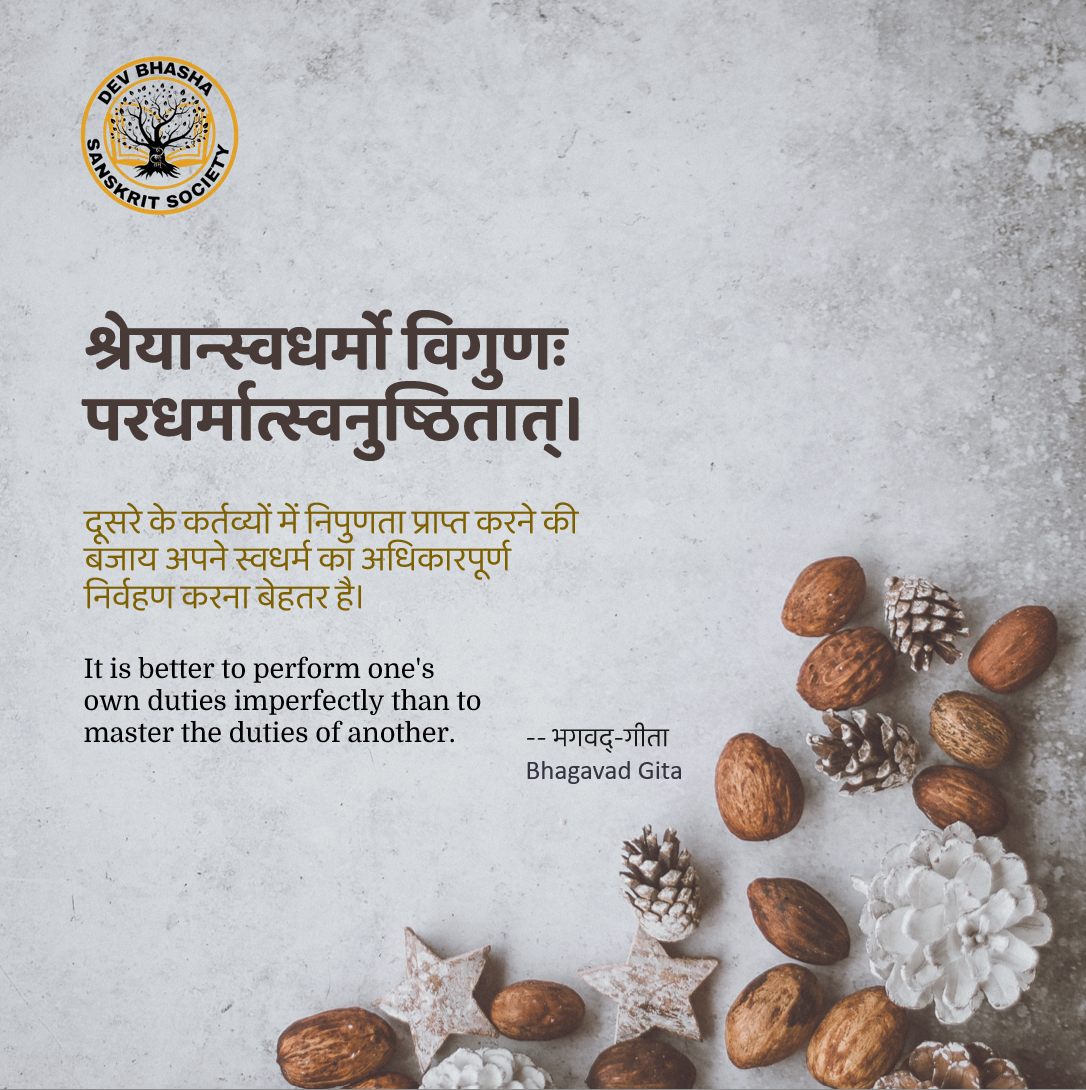 DEV BHASHA
SANSKRIT SOCIETY
श्रेयान्स्वधर्मो विगुणः
परधर्मात्स्वनुष्ठितात्।
दूसरे के कर्तव्यों में निपुणता प्राप्त करने की
बजाय अपने स्वधर्म का अधिकारपूर्ण
निर्वहण करना बेहतर है।
It is better to perform one's
own duties imperfectly than to
master the duties of another.
-- भगवद्-गीता
Bhagavad Gita